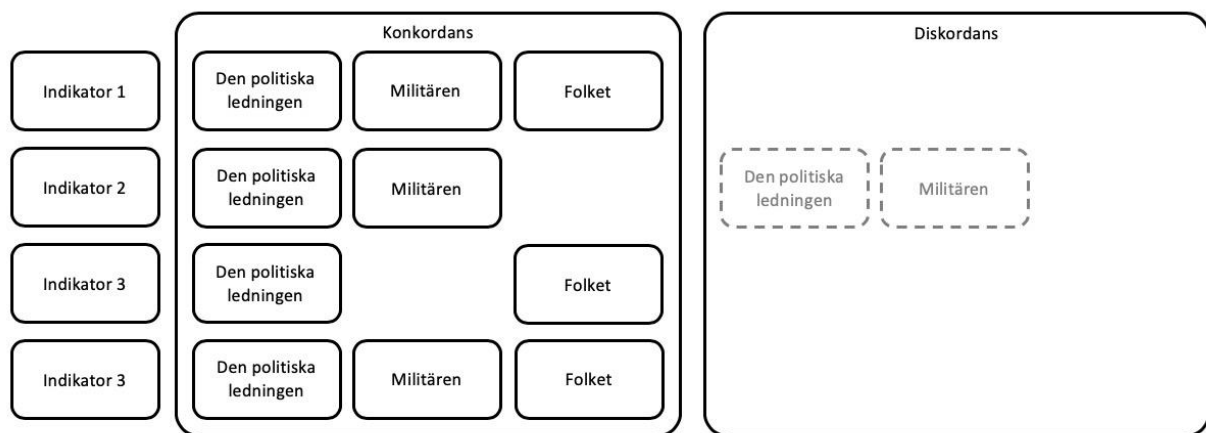 Konkordans
Diskordans
Indikator 1
Den politiska
ledningen
Militären
Folket
Indikator 2
Den politiska
ledningen
Militären
Den politiska
ledningen
Militären
Indikator 3
Den politiska
ledningen
Folket
Indikator 3
Den politiska
ledningen
Militären
Folket